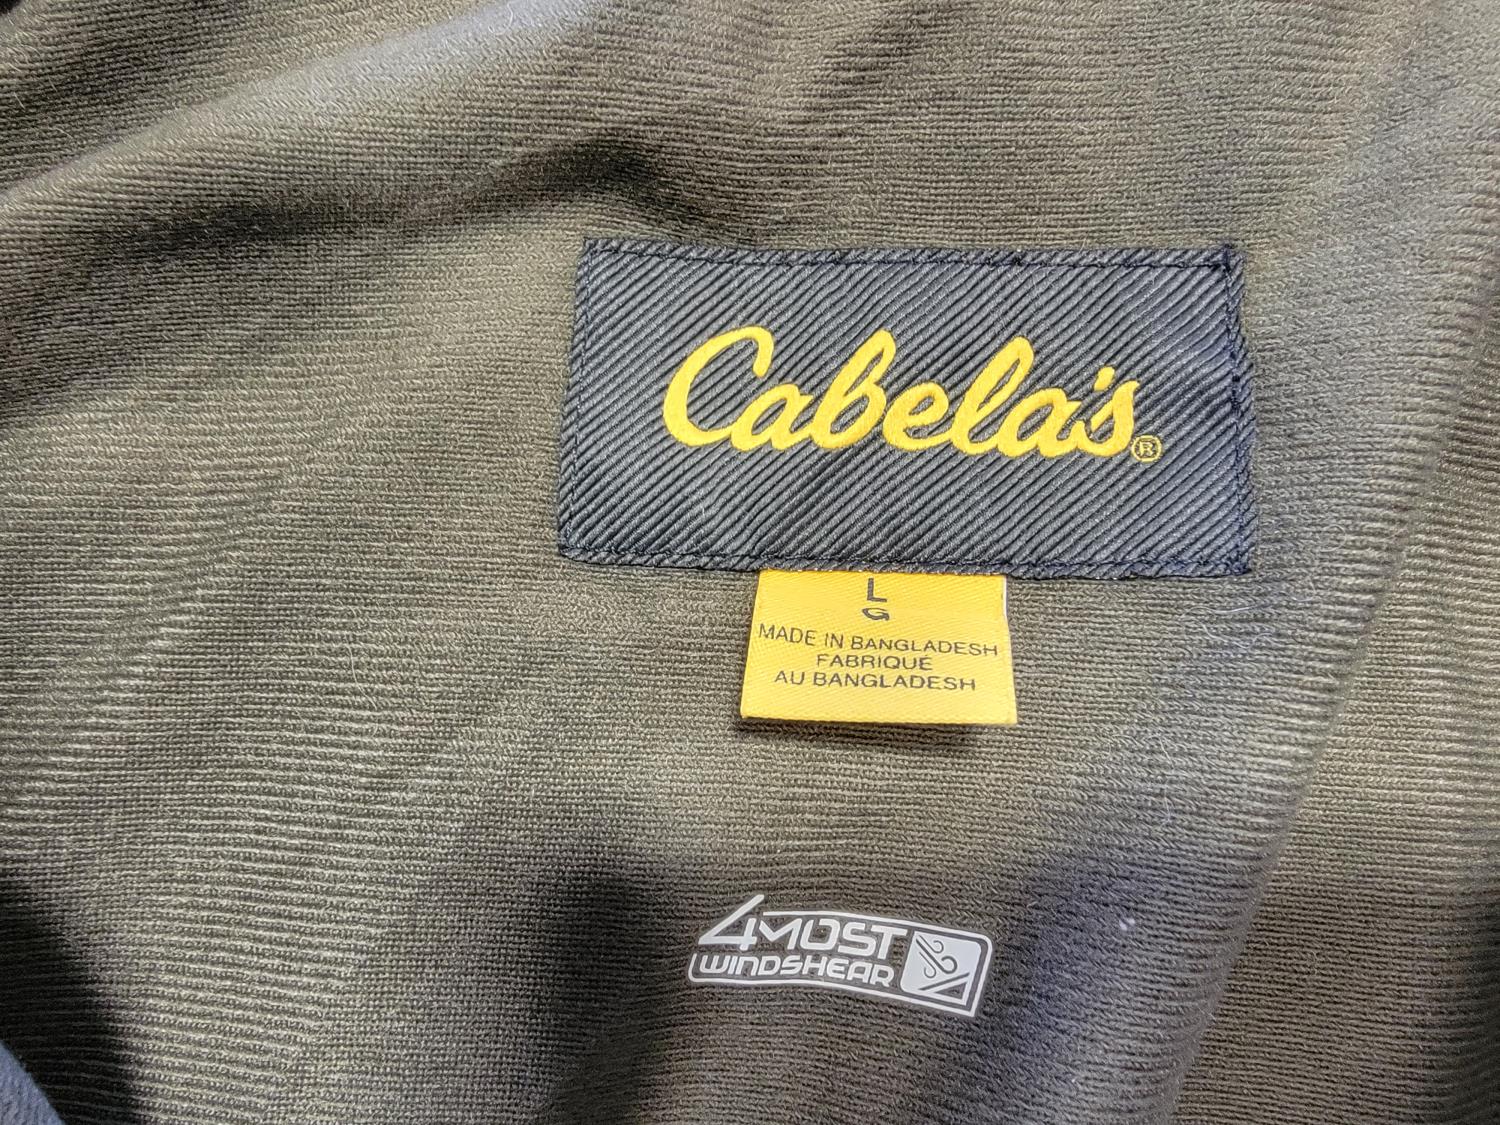 Cabela's®
L
G
MADE IN BANGLADESH
FABRIQUÉ
AU BANGLADESH
4MOST
WINDSHEAR